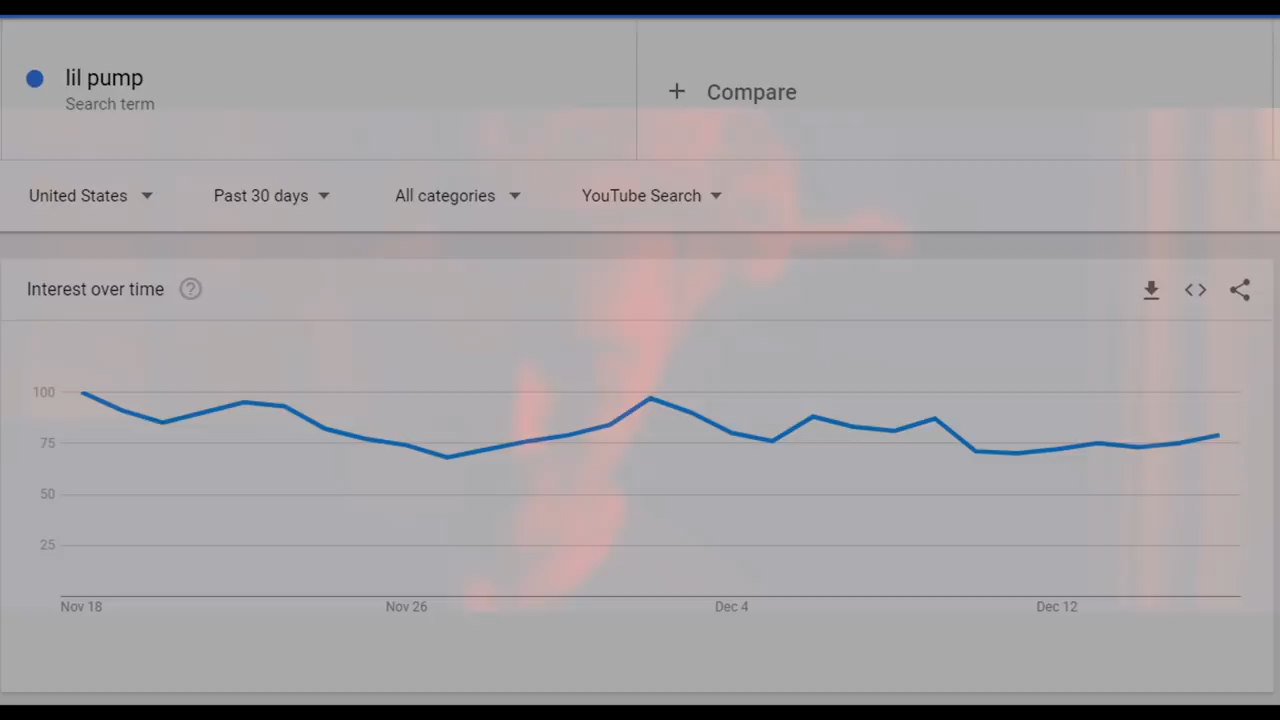 lil pump
Search term
+ Compare
United States
Past 30 days
All categories
YouTube Search
Interest over time ?
100
75
50
25
Nov 18
Nov 26
Dec 4
Dec 12